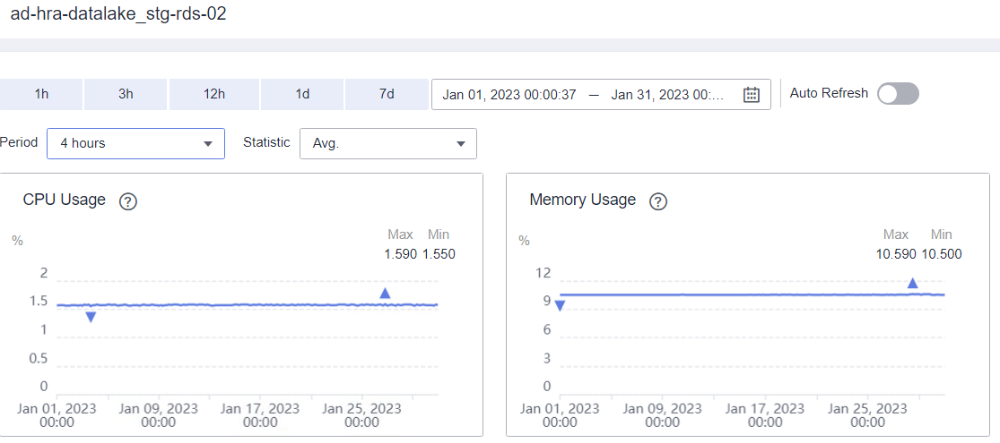 ad-hra-datalake_stg-rds-02
1h 3h 12h 1d 7d Jan 01, 2023 00:00:37 — Jan 31, 2023 00:... Auto Refresh
Period 4 hours Statistic Avg.
CPU Usage ?
% Max Min
1.590 1.550
2
1.5
1
0.5
0
Jan 01, 2023 Jan 09, 2023 Jan 17, 2023 Jan 25, 2023
00:00 00:00 00:00 00:00
Memory Usage ?
% Max Min
10.590 10.500
12
9
6
3
0
Jan 01, 2023 Jan 09, 2023 Jan 17, 2023 Jan 25, 2023
00:00 00:00 00:00 00:00